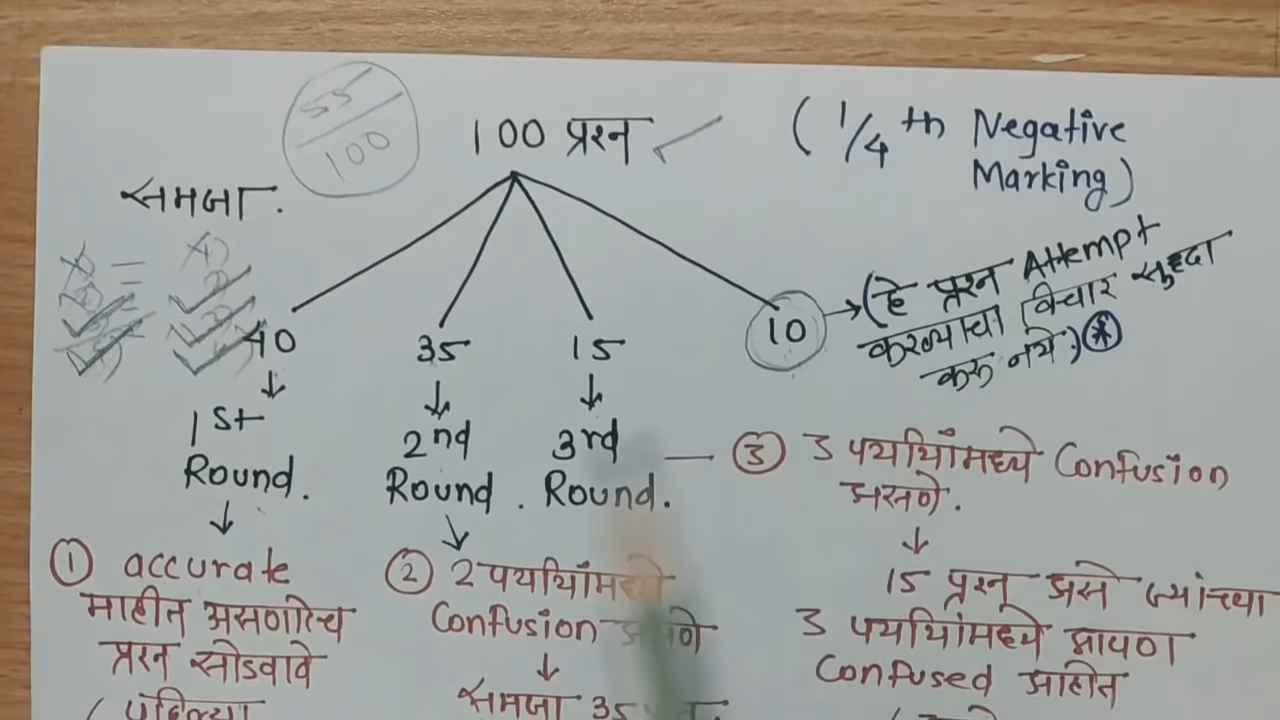 55/100
100 प्रश्न
(1/4th Negative
Marking)
समजा.
40
35
15
10
→(हे प्रश्न Attempt
करण्याचा विचार सुध्दा
करू नये.)*
1st
Round.
2nd
Round.
3rd
Round.
① accurate
माहीत असणारेच
प्रश्न सोडवावे
(पहिल्या
② 2 पर्यायांमध्ये
Confusion असणे
समजा 35
③ 3 पर्यायांमध्ये Confusion
असणे.
15 प्रश्न असे ज्यांच्या
3 पर्यायांमध्ये आपण
Confused आहोत